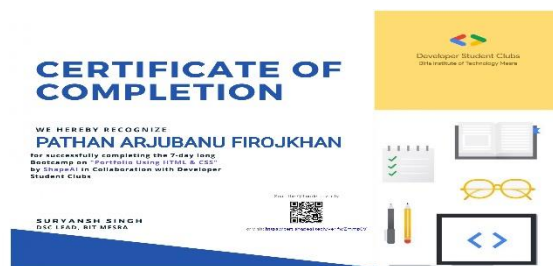 CERTIFICATE OF
COMPLETION
WE HEREBY RECOGNIZE
PATHAN ARJUBANU FIROJKHAN
for successfully completing the 7-day long
Bootcamp on "Portfolio Using HTML & CSS"
by ShapeAI in Collaboration with Developer
Student Clubs
SURYANSH SINGH
DSC LEAD, BIT MESRA
Developer Student Clubs
Birla Institute of Technology Mesra